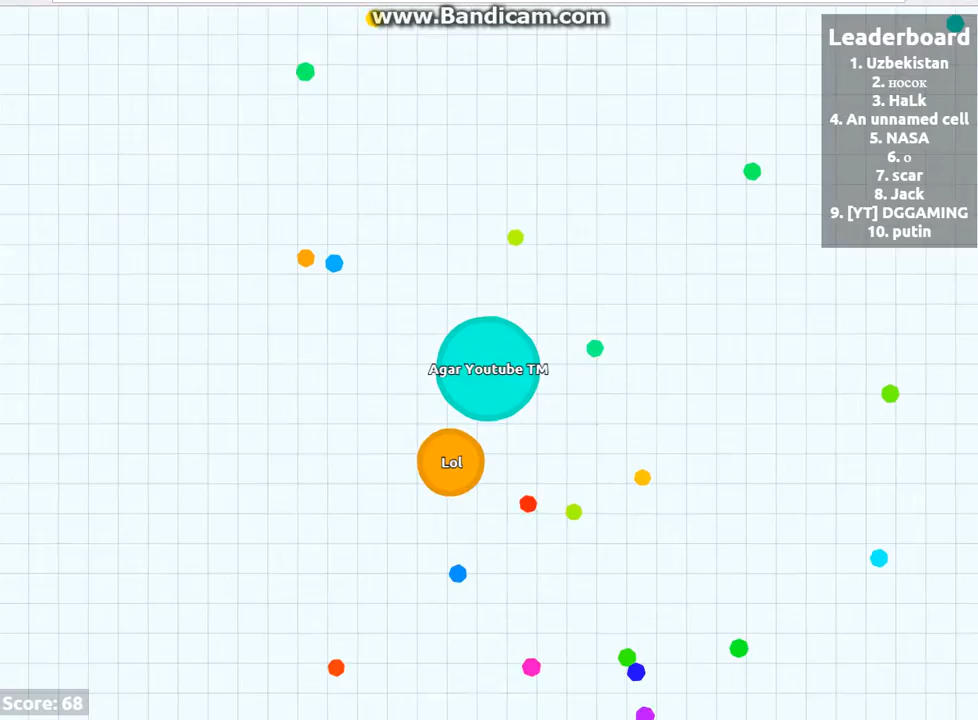 www.Bandicam.com
Leaderboard
1. Uzbekistan
2. носок
3. HaLk
4. An unnamed cell
5. NASA
6. о
7. scar
8. Jack
9. [YT] DGGAMING
10. putin
Agar Youtube TM
Lol
Score: 68